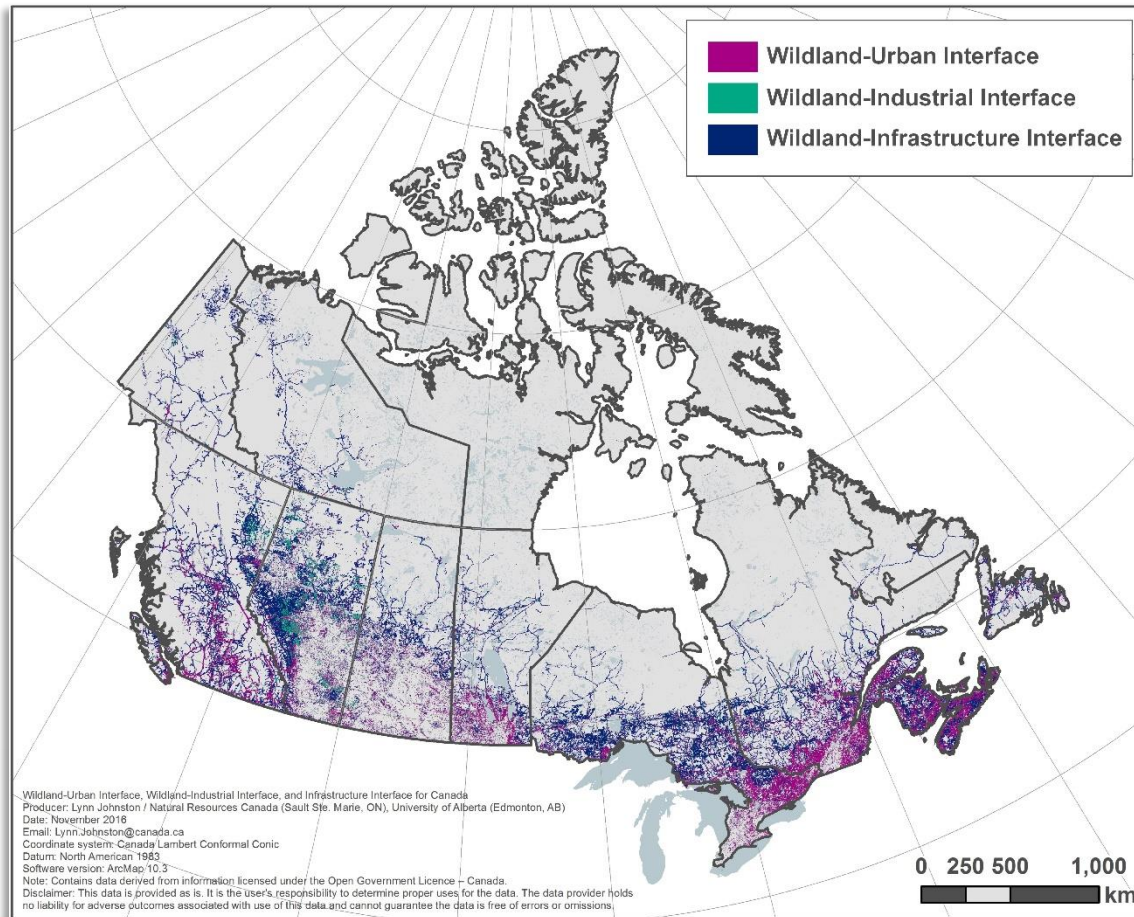 Wildland-Urban Interface
Wildland-Industrial Interface
Wildland-Infrastructure Interface
Wildland-Urban Interface, Wildland-Industrial Interface, and Infrastructure Interface for Canada
Producer: Lynn Johnston / Natural Resources Canada (Sault Ste. Marie, ON), University of Alberta (Edmonton, AB)
Date: November 2016
Email: Lynn.Johnston@canada.ca
Coordinate system: Canada Lambert Conformal Conic
Datum: North American 1983
Software version: ArcMap 10.3
Note: Contains data derived from information licensed under the Open Government Licence – Canada.
Disclaimer: This data is provided as is. It is the user's responsibility to determine proper uses for the data. The data provider holds
no liability for adverse outcomes associated with use of this data and cannot guarantee the data is free of errors or omissions.
0 250 500 1,000
km